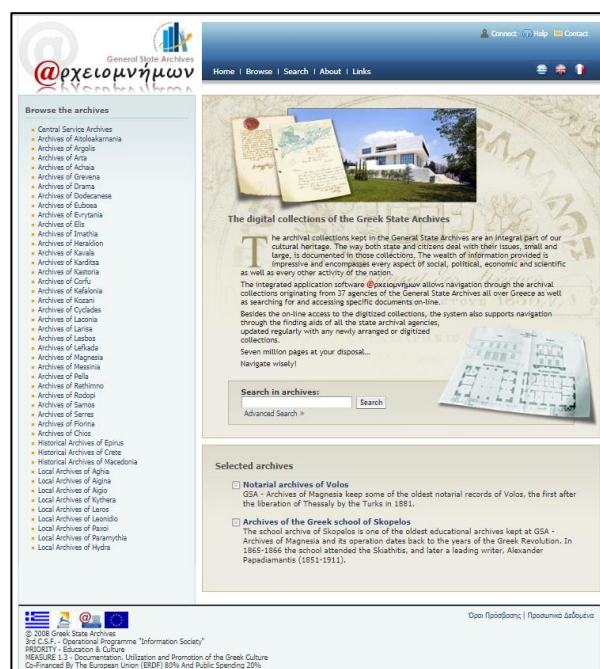 General State Archives
@ρχειομνήμων
Connect Help Contact
Home | Browse | Search | About | Links
Browse the archives
Central Service Archives
Archives of Aitoloakarnania
Archives of Argolis
Archives of Arta
Archives of Achaia
Archives of Grevena
Archives of Drama
Archives of Dodecanese
Archives of Euboea
Archives of Evrytania
Archives of Elis
Archives of Imathia
Archives of Heraklion
Archives of Kavala
Archives of Karditsa
Archives of Kastoria
Archives of Corfu
Archives of Kefalonia
Archives of Kozani
Archives of Cyclades
Archives of Laconia
Archives of Larisa
Archives of Lesbos
Archives of Lefkada
Archives of Magnesia
Archives of Messinia
Archives of Pella
Archives of Rethimno
Archives of Rodopi
Archives of Samos
Archives of Serres
Archives of Florina
Archives of Chios
Historical Archives of Epirus
Historical Archives of Crete
Historical Archives of Macedonia
Local Archives of Aghia
Local Archives of Aigina
Local Archives of Aigio
Local Archives of Kythera
Local Archives of Leros
Local Archives of Leonidio
Local Archives of Paxoi
Local Archives of Paramythia
Local Archives of Hydra
The digital collections of the Greek State Archives
The archival collections kept in the General State Archives are an integral part of our
cultural heritage. The way both state and citizens deal with their issues, small and
large, is documented in those collections. The wealth of information provided is
impressive and encompasses every aspect of social, political, economic and scientific
as well as every other activity of the nation.
The integrated application software @ρχειομνήμων allows navigation through the archival
collections originating from 37 agencies of the General State Archives all over Greece as well
as searching for and accessing specific documents on-line.
Besides the on-line access to the digitized collections, the system also supports navigation
through the finding aids of all the state archival agencies,
updated regularly with any newly arranged or digitized
collections.
Seven million pages at your disposal...
Navigate wisely!
Search in archives:
Search
Advanced Search »
Selected archives
Notarial archives of Volos
GSA - Archives of Magnesia keep some of the oldest notarial records of Volos, the first after
the liberation of Thessaly by the Turks in 1881.
Archives of the Greek school of Skopelos
The school archive of Skopelos is one of the oldest educational archives kept at GSA -
Archives of Magnesia and its operation dates back to the years of the Greek Revolution. In
1865-1866 the school attended the Skiathitis, and later a leading writer, Alexander
Papadiamantis (1851-1911).
Όροι Πρόσβασης | Προσωπικά Δεδομένα
© 2008 Greek State Archives
3rd C.S.F. - Operational Programme "Information Society"
PRIORITY - Education & Culture
MEASURE 1.3 - Documentation, Utilization and Promotion of the Greek Culture
Co-Financed By The European Union (ERDF) 80% And Public Spending 20%